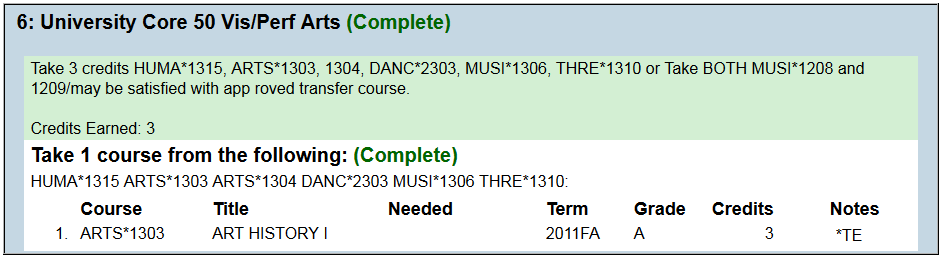 6: University Core 50 Vis/Perf Arts (Complete)
Take 3 credits HUMA*1315, ARTS*1303, 1304, DANC*2303, MUSI*1306, THRE*1310 or Take BOTH MUSI*1208 and
1209/may be satisfied with app roved transfer course.
Credits Earned: 3
Take 1 course from the following: (Complete)
HUMA*1315 ARTS*1303 ARTS*1304 DANC*2303 MUSI*1306 THRE*1310:
Course Title Needed Term Grade Credits Notes
1. ARTS*1303 ART HISTORY I 2011FA A 3 *TE